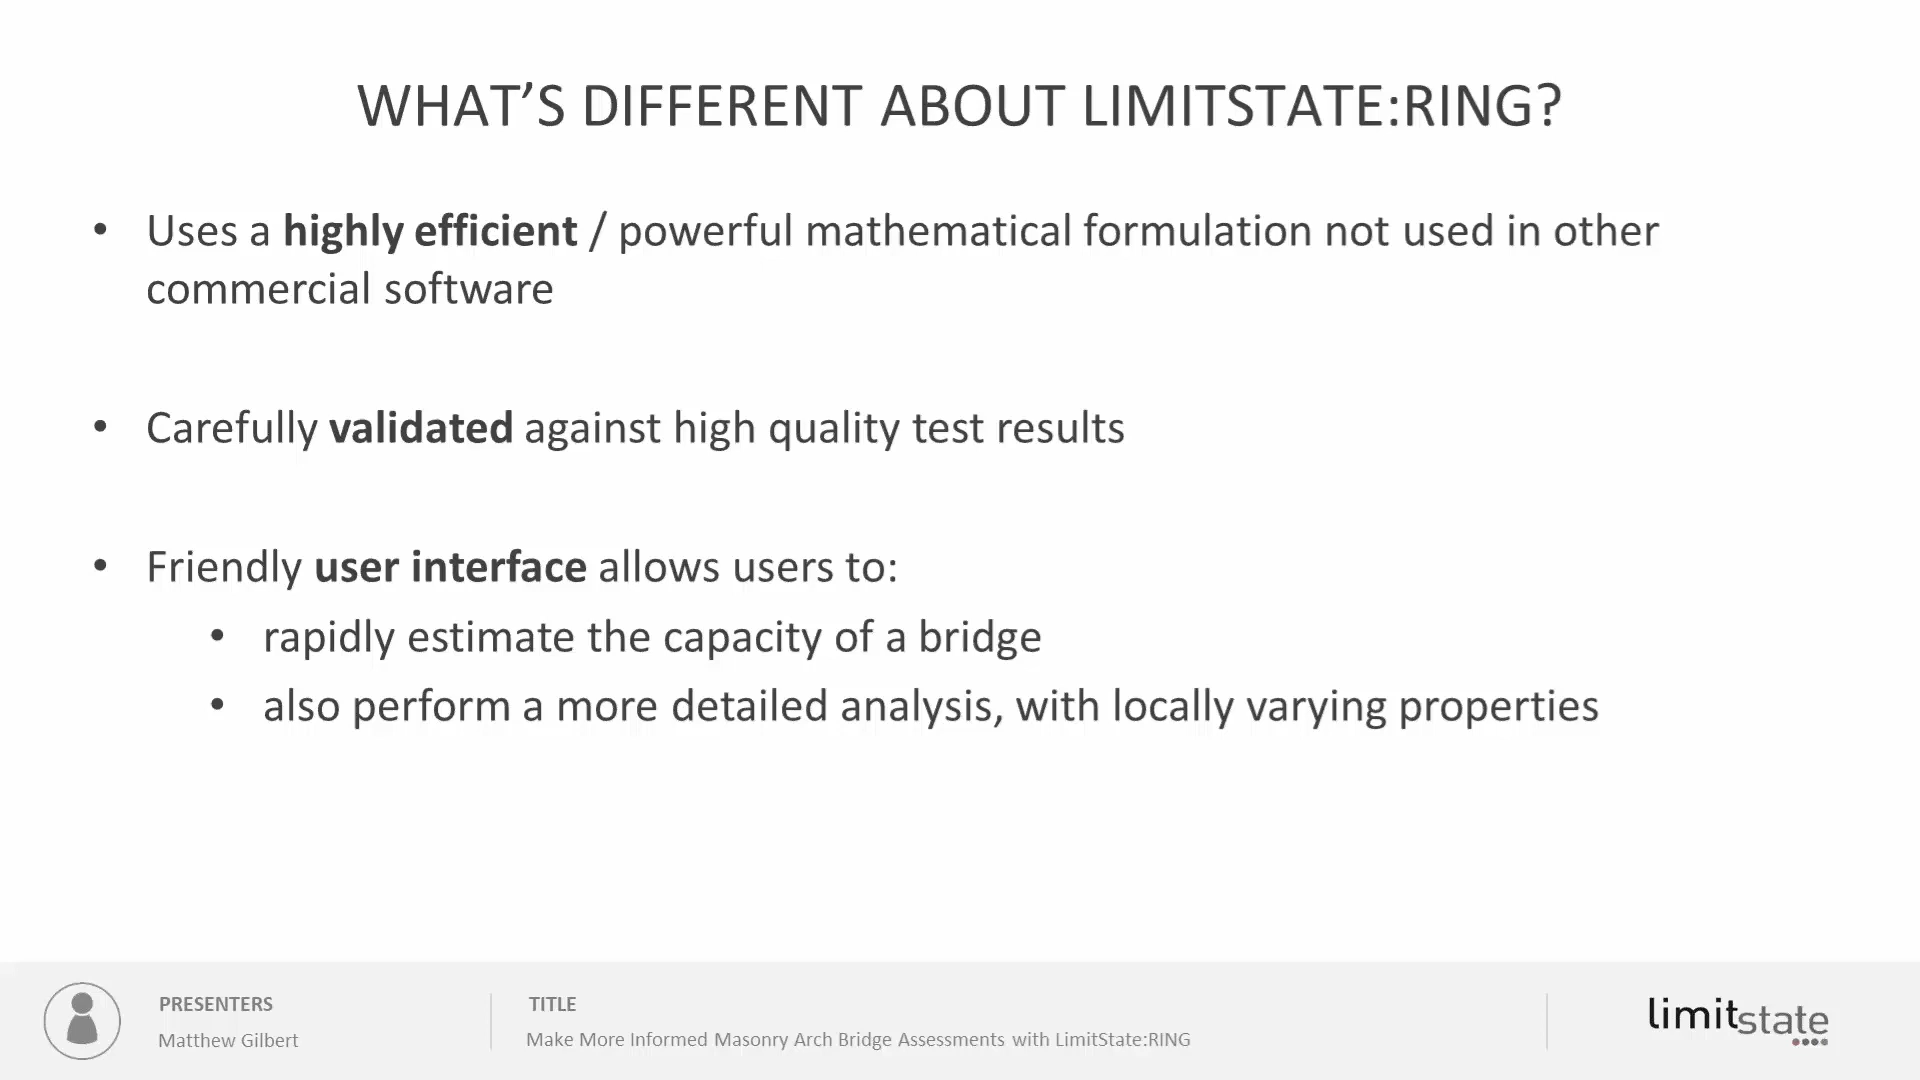 WHAT’S DIFFERENT ABOUT LIMITSTATE:RING?
• Uses a highly efficient / powerful mathematical formulation not used in other
commercial software
• Carefully validated against high quality test results
• Friendly user interface allows users to:
• rapidly estimate the capacity of a bridge
• also perform a more detailed analysis, with locally varying properties
PRESENTERS
Matthew Gilbert
TITLE
Make More Informed Masonry Arch Bridge Assessments with LimitState:RING
limitstate